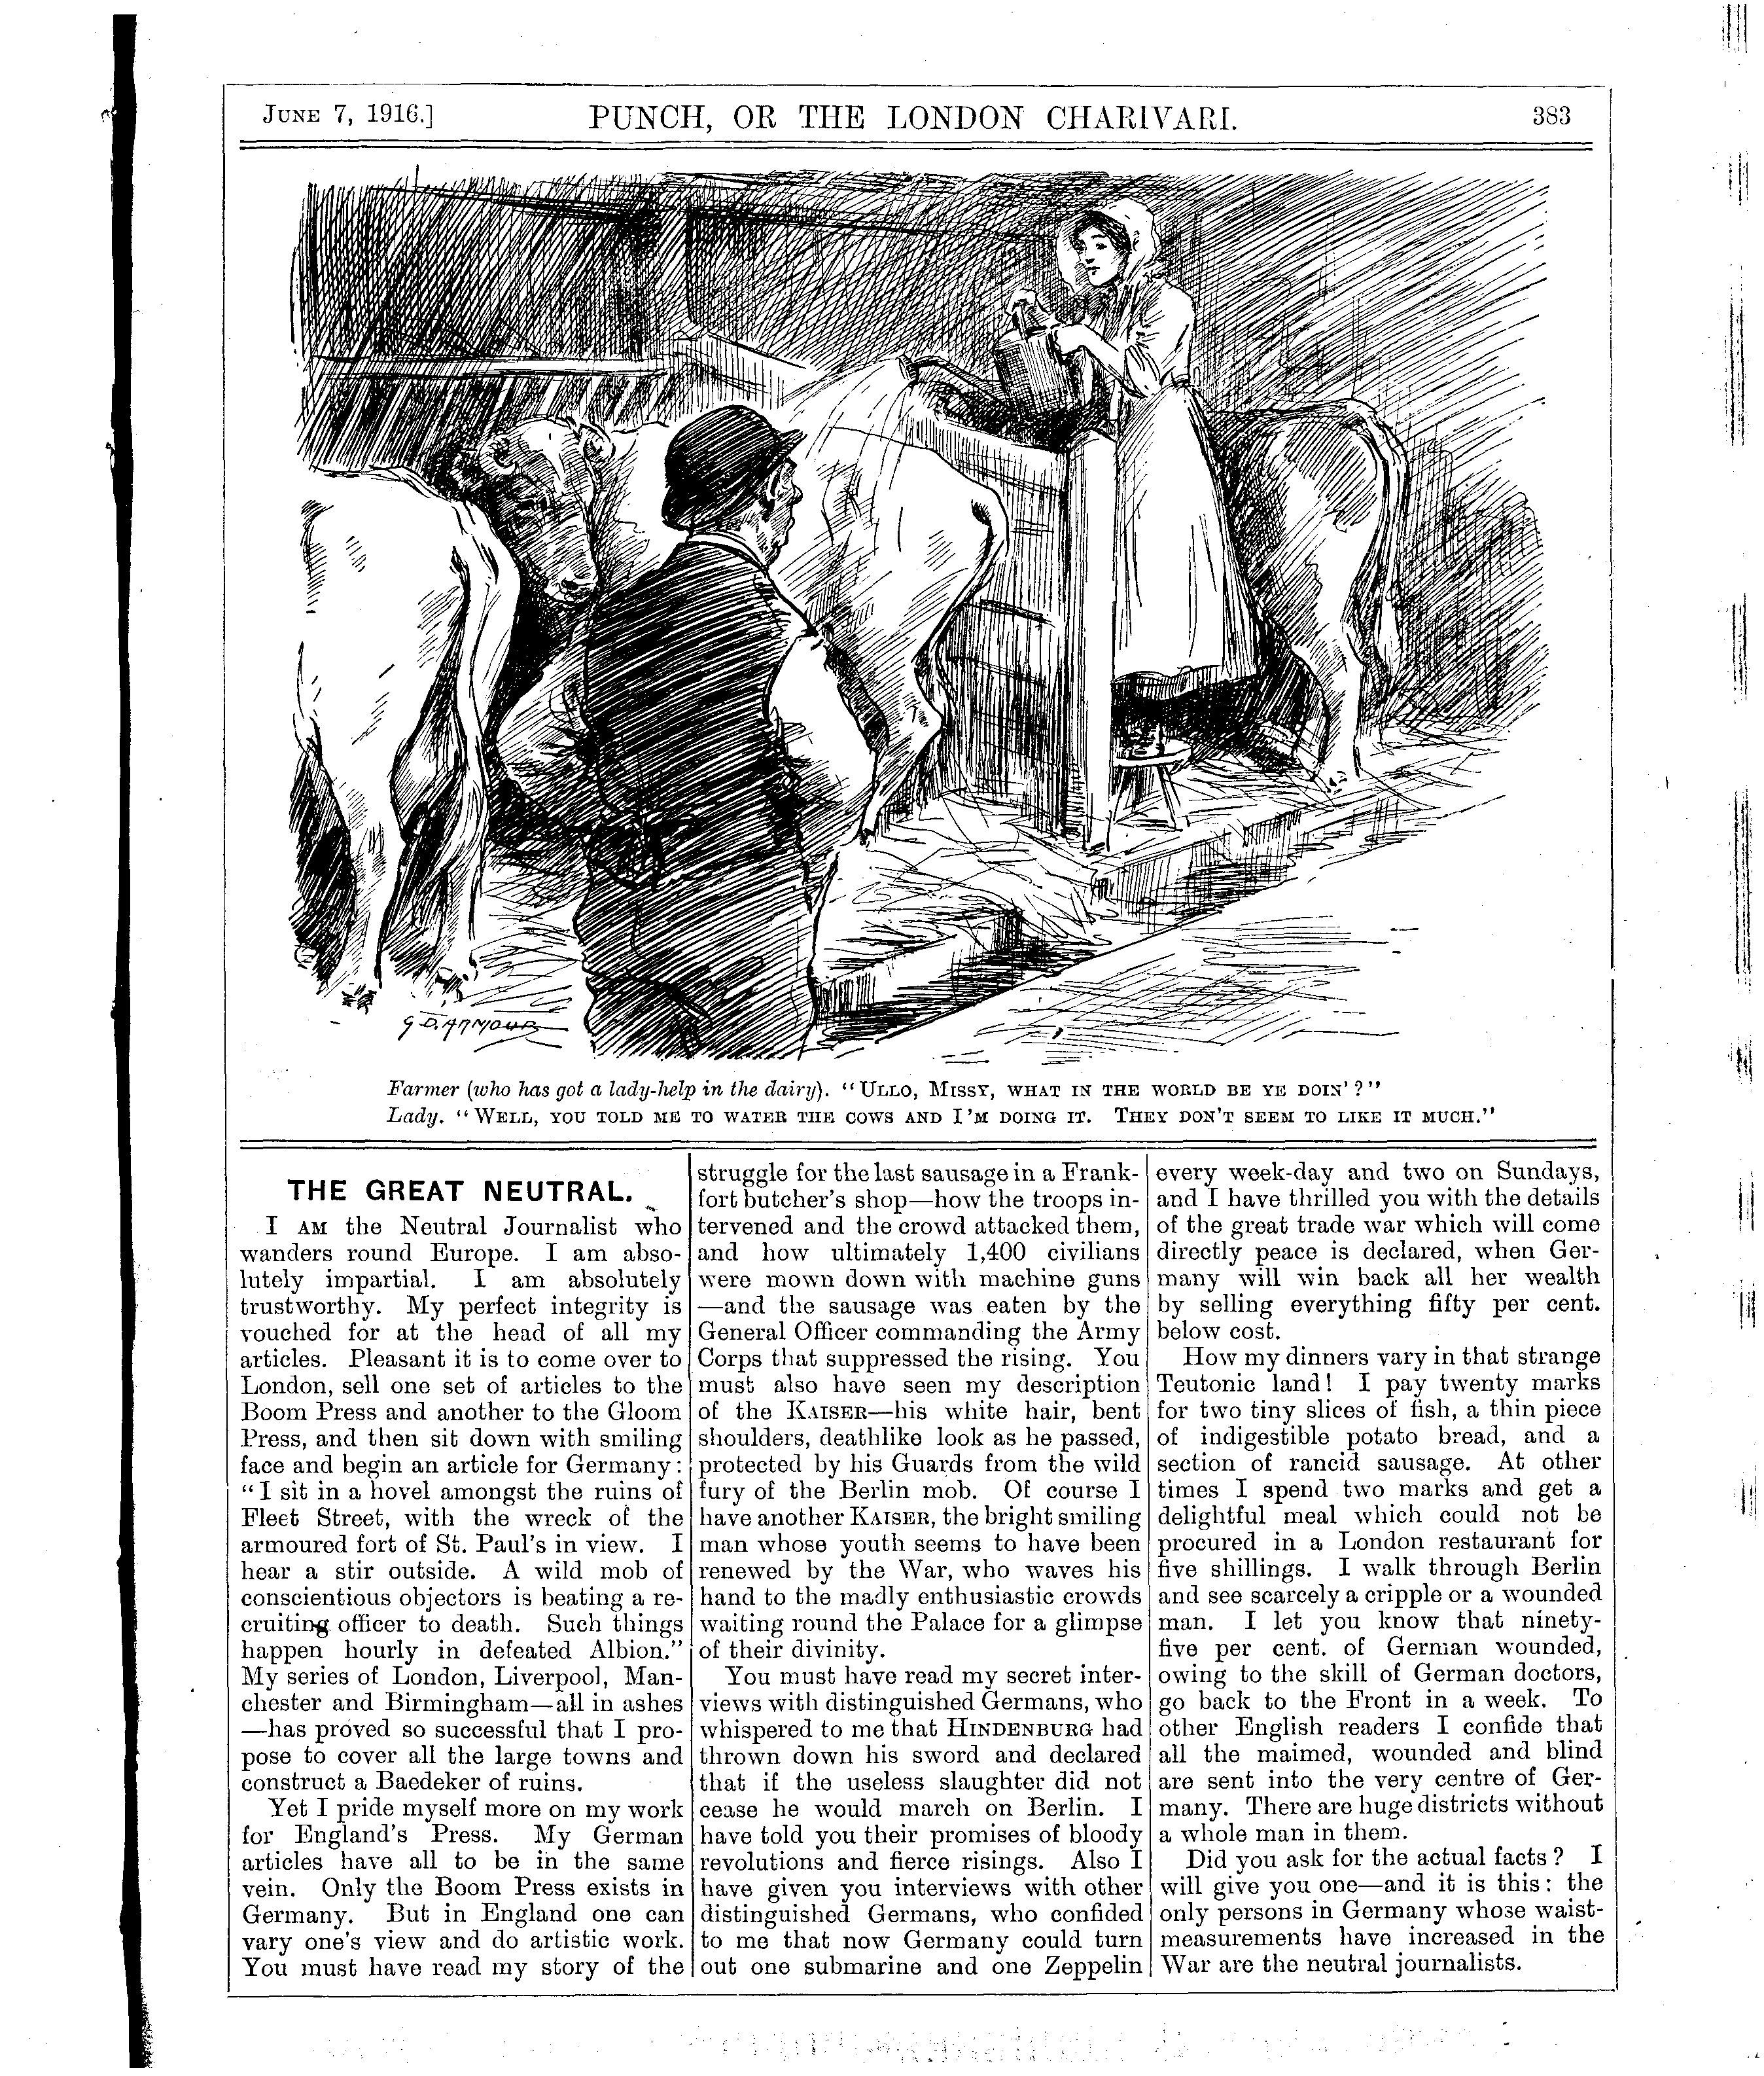 JUNE 7, 1916.] PUNCH, OR THE LONDON CHARIVARI. 383
G. D. ARMOUR
Farmer (who has got a lady-help in the dairy). "ULLO, MISSY, WHAT IN THE WORLD BE YE DOIN'?"
Lady. "WELL, YOU TOLD ME TO WATER THE COWS AND I'M DOING IT. THEY DON'T SEEM TO LIKE IT MUCH."
THE GREAT NEUTRAL.
I AM the Neutral Journalist who
wanders round Europe. I am abso-
lutely impartial. I am absolutely
trustworthy. My perfect integrity is
vouched for at the head of all my
articles. Pleasant it is to come over to
London, sell one set of articles to the
Boom Press and another to the Gloom
Press, and then sit down with smiling
face and begin an article for Germany:
"I sit in a hovel amongst the ruins of
Fleet Street, with the wreck of the
armoured fort of St. Paul's in view. I
hear a stir outside. A wild mob of
conscientious objectors is beating a re-
cruiting officer to death. Such things
happen hourly in defeated Albion."
My series of London, Liverpool, Man-
chester and Birmingham—all in ashes
—has proved so successful that I pro-
pose to cover all the large towns and
construct a Baedeker of ruins.
Yet I pride myself more on my work
for England's Press. My German
articles have all to be in the same
vein. Only the Boom Press exists in
Germany. But in England one can
vary one's view and do artistic work.
You must have read my story of the
struggle for the last sausage in a Frank-
fort butcher's shop—how the troops in-
tervened and the crowd attacked them,
and how ultimately 1,400 civilians
were mown down with machine guns
—and the sausage was eaten by the
General Officer commanding the Army
Corps that suppressed the rising. You
must also have seen my description
of the KAISER—his white hair, bent
shoulders, deathlike look as he passed,
protected by his Guards from the wild
fury of the Berlin mob. Of course I
have another KAISER, the bright smiling
man whose youth seems to have been
renewed by the War, who waves his
hand to the madly enthusiastic crowds
waiting round the Palace for a glimpse
of their divinity.
You must have read my secret inter-
views with distinguished Germans, who
whispered to me that HINDENBURG had
thrown down his sword and declared
that if the useless slaughter did not
cease he would march on Berlin. I
have told you their promises of bloody
revolutions and fierce risings. Also I
have given you interviews with other
distinguished Germans, who confided
to me that now Germany could turn
out one submarine and one Zeppelin
every week-day and two on Sundays,
and I have thrilled you with the details
of the great trade war which will come
directly peace is declared, when Ger-
many will win back all her wealth
by selling everything fifty per cent.
below cost.
How my dinners vary in that strange
Teutonic land! I pay twenty marks
for two tiny slices of fish, a thin piece
of indigestible potato bread, and a
section of rancid sausage. At other
times I spend two marks and get a
delightful meal which could not be
procured in a London restaurant for
five shillings. I walk through Berlin
and see scarcely a cripple or a wounded
man. I let you know that ninety-
five per cent. of German wounded,
owing to the skill of German doctors,
go back to the Front in a week. To
other English readers I confide that
all the maimed, wounded and blind
are sent into the very centre of Ger-
many. There are huge districts without
a whole man in them.
Did you ask for the actual facts? I
will give you one—and it is this: the
only persons in Germany whose waist-
measurements have increased in the
War are the neutral journalists.